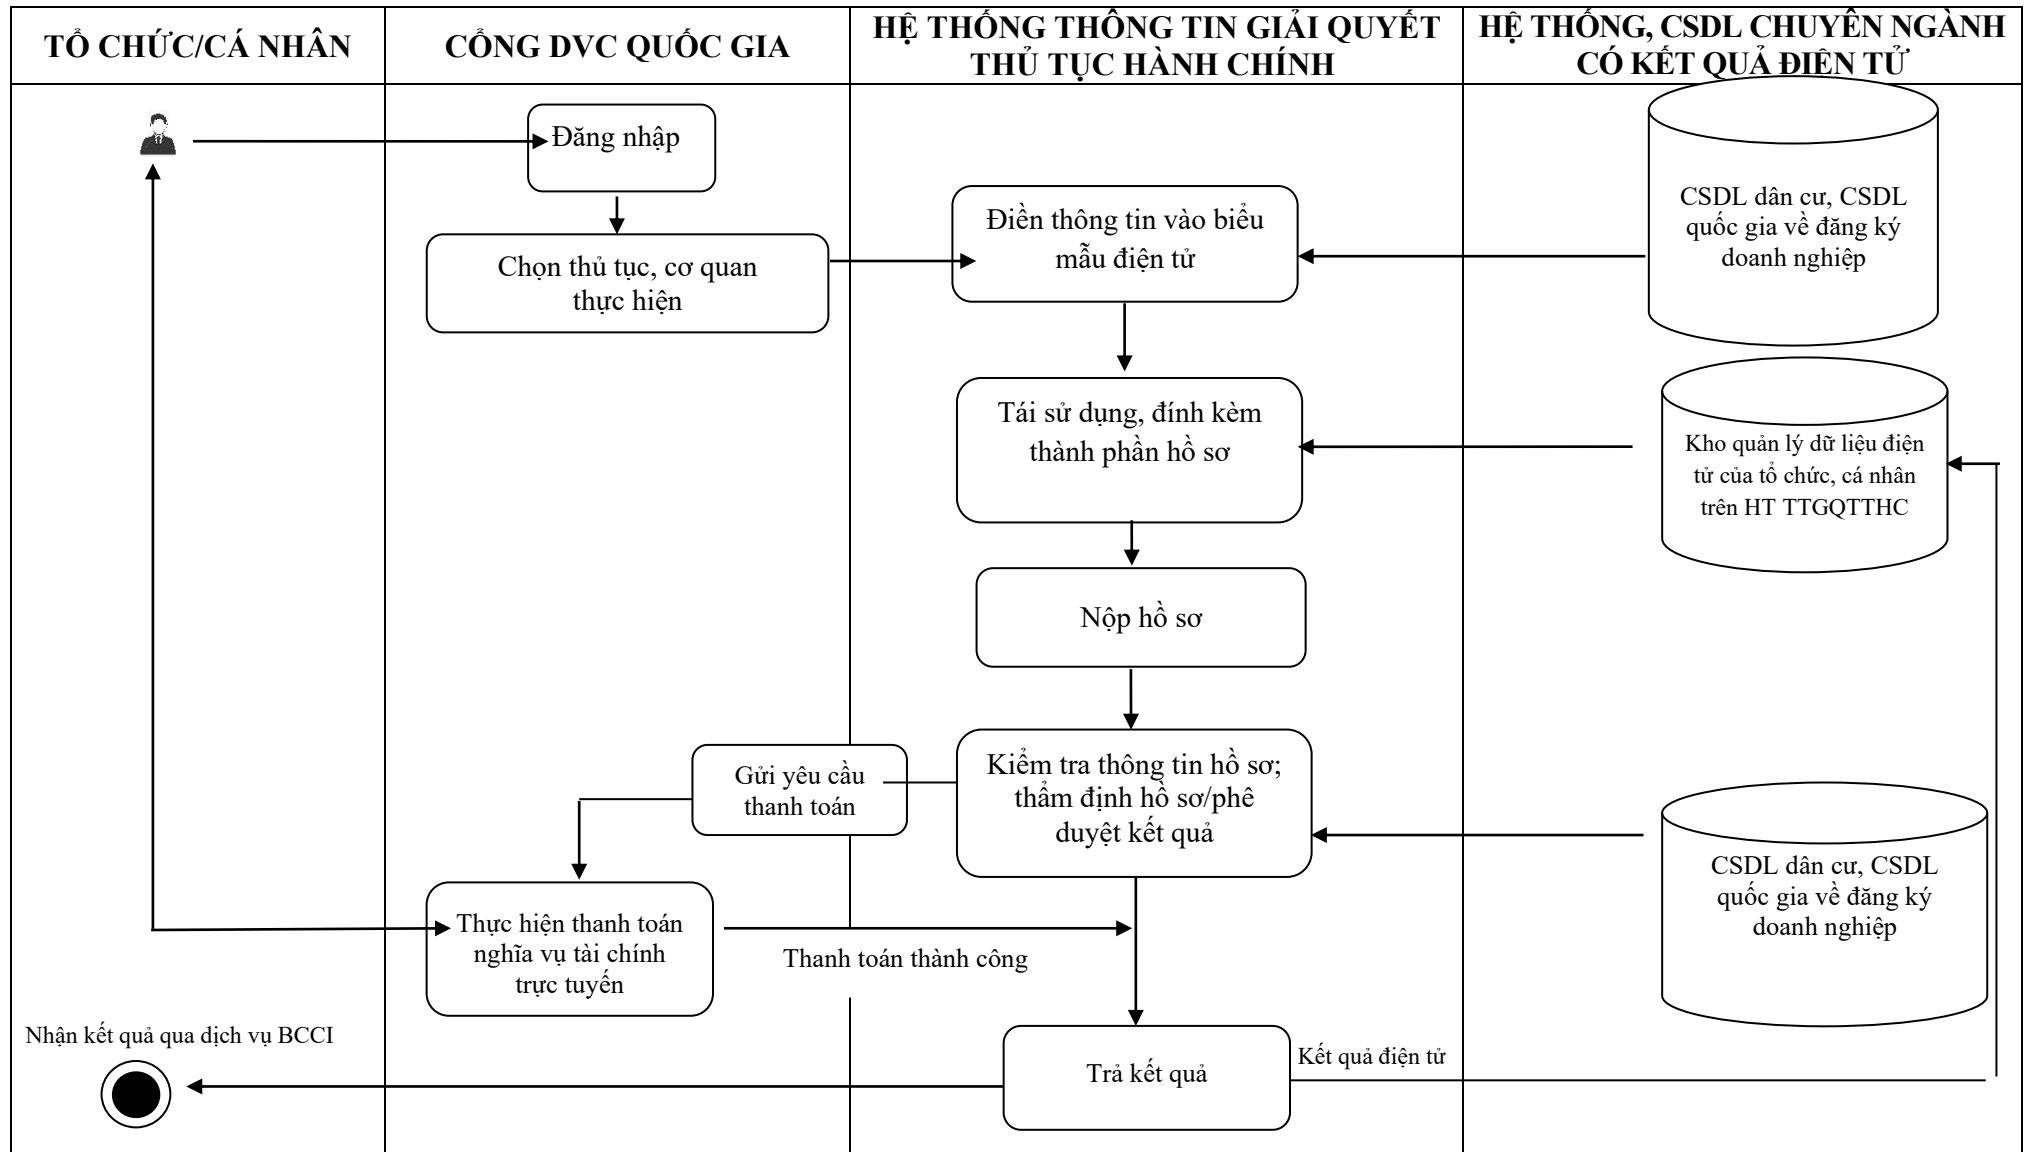 TỔ CHỨC/CÁ NHÂN
CỔNG DVC QUỐC GIA
HỆ THỐNG THÔNG TIN GIẢI QUYẾT
THỦ TỤC HÀNH CHÍNH
HỆ THỐNG, CSDL CHUYÊN NGÀNH
CÓ KẾT QUẢ ĐIỆN TỬ
Đăng nhập
Chọn thủ tục, cơ quan
thực hiện
Điền thông tin vào biểu
mẫu điện tử
CSDL dân cư, CSDL
quốc gia về đăng ký
doanh nghiệp
Tái sử dụng, đính kèm
thành phần hồ sơ
Kho quản lý dữ liệu điện
tử của tổ chức, cá nhân
trên HT TTGQTTHC
Nộp hồ sơ
Gửi yêu cầu
thanh toán
Kiểm tra thông tin hồ sơ;
thẩm định hồ sơ/phê
duyệt kết quả
CSDL dân cư, CSDL
quốc gia về đăng ký
doanh nghiệp
Thực hiện thanh toán
nghĩa vụ tài chính
trực tuyến
Thanh toán thành công
Nhận kết quả qua dịch vụ BCCI
Trả kết quả
Kết quả điện tử